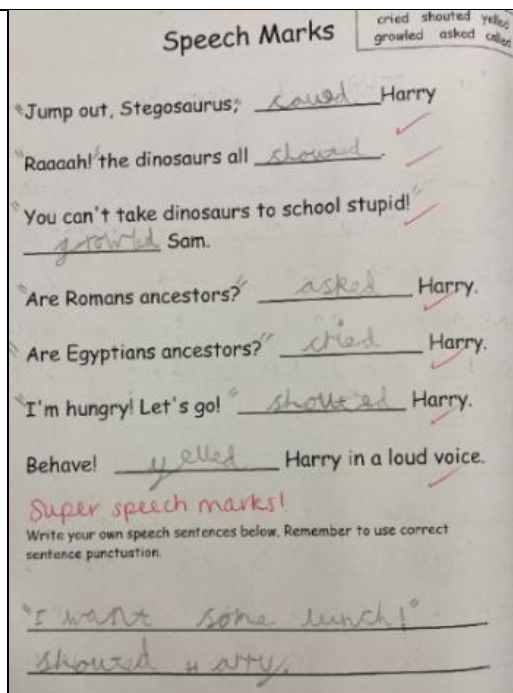 Speech Marks
cried shouted yelled
growled asked called
"Jump out, Stegosaurus," Harry
"Raaaah!" the dinosaurs all shouted.
"You can't take dinosaurs to school stupid!"
growled Sam.
"Are Romans ancestors?" asked Harry.
"Are Egyptians ancestors?" cried Harry.
"I'm hungry! Let's go!" shouted Harry.
Behave! yelled Harry in a loud voice.
Super speech marks!
Write your own speech sentences below. Remember to use correct
sentence punctuation.
"I want some lunch!"
shouted Harry.